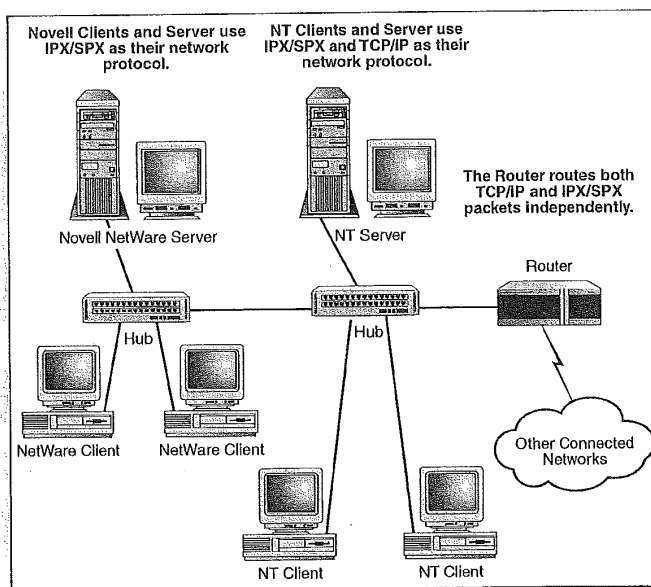 Novell Clients and Server use
IPX/SPX as their network
protocol.
NT Clients and Server use
IPX/SPX and TCP/IP as their
network protocol.
The Router routes both
TCP/IP and IPX/SPX
packets independently.
Novell NetWare Server
NT Server
Router
Hub
Hub
NetWare Client
NetWare Client
Other Connected
Networks
NT Client
NT Client